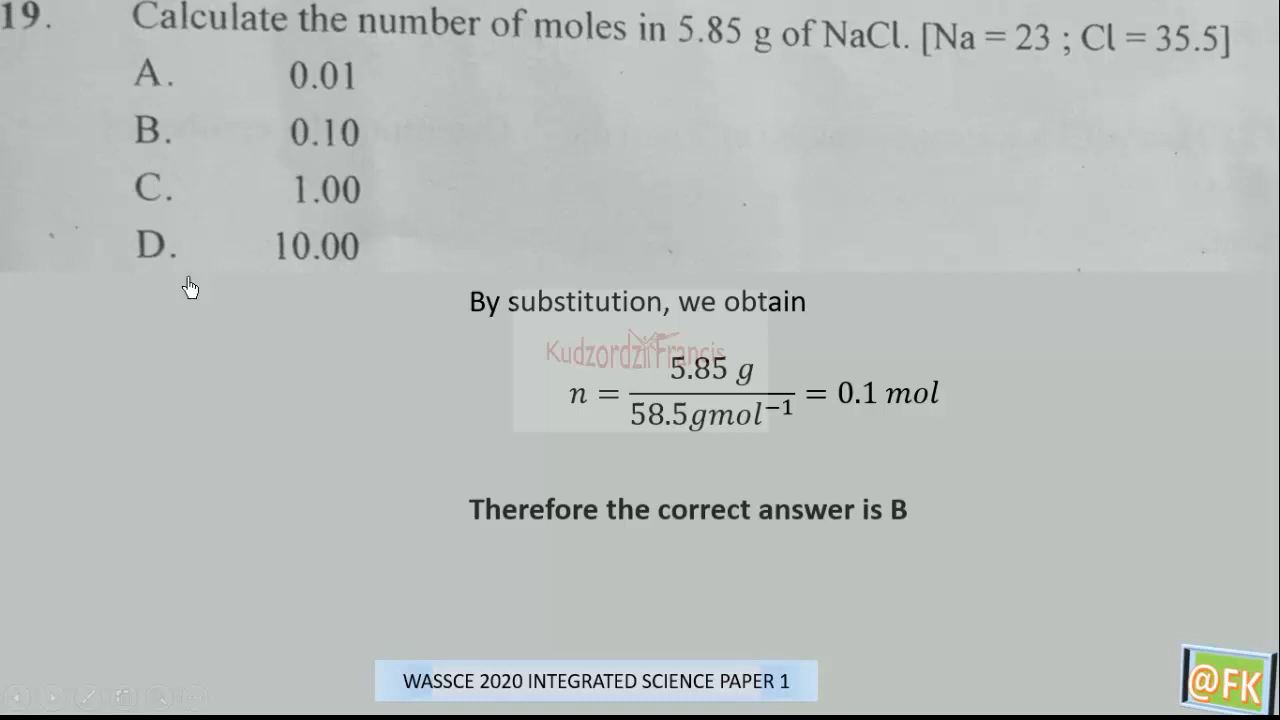 19. Calculate the number of moles in 5.85 g of NaCl. [Na = 23 ; Cl = 35.5]
A. 0.01
B. 0.10
C. 1.00
D. 10.00
By substitution, we obtain
Kudzordzi Francis
n = 5.85 g / 58.5gmol⁻¹ = 0.1 mol
Therefore the correct answer is B
WASSCE 2020 INTEGRATED SCIENCE PAPER 1
@FK